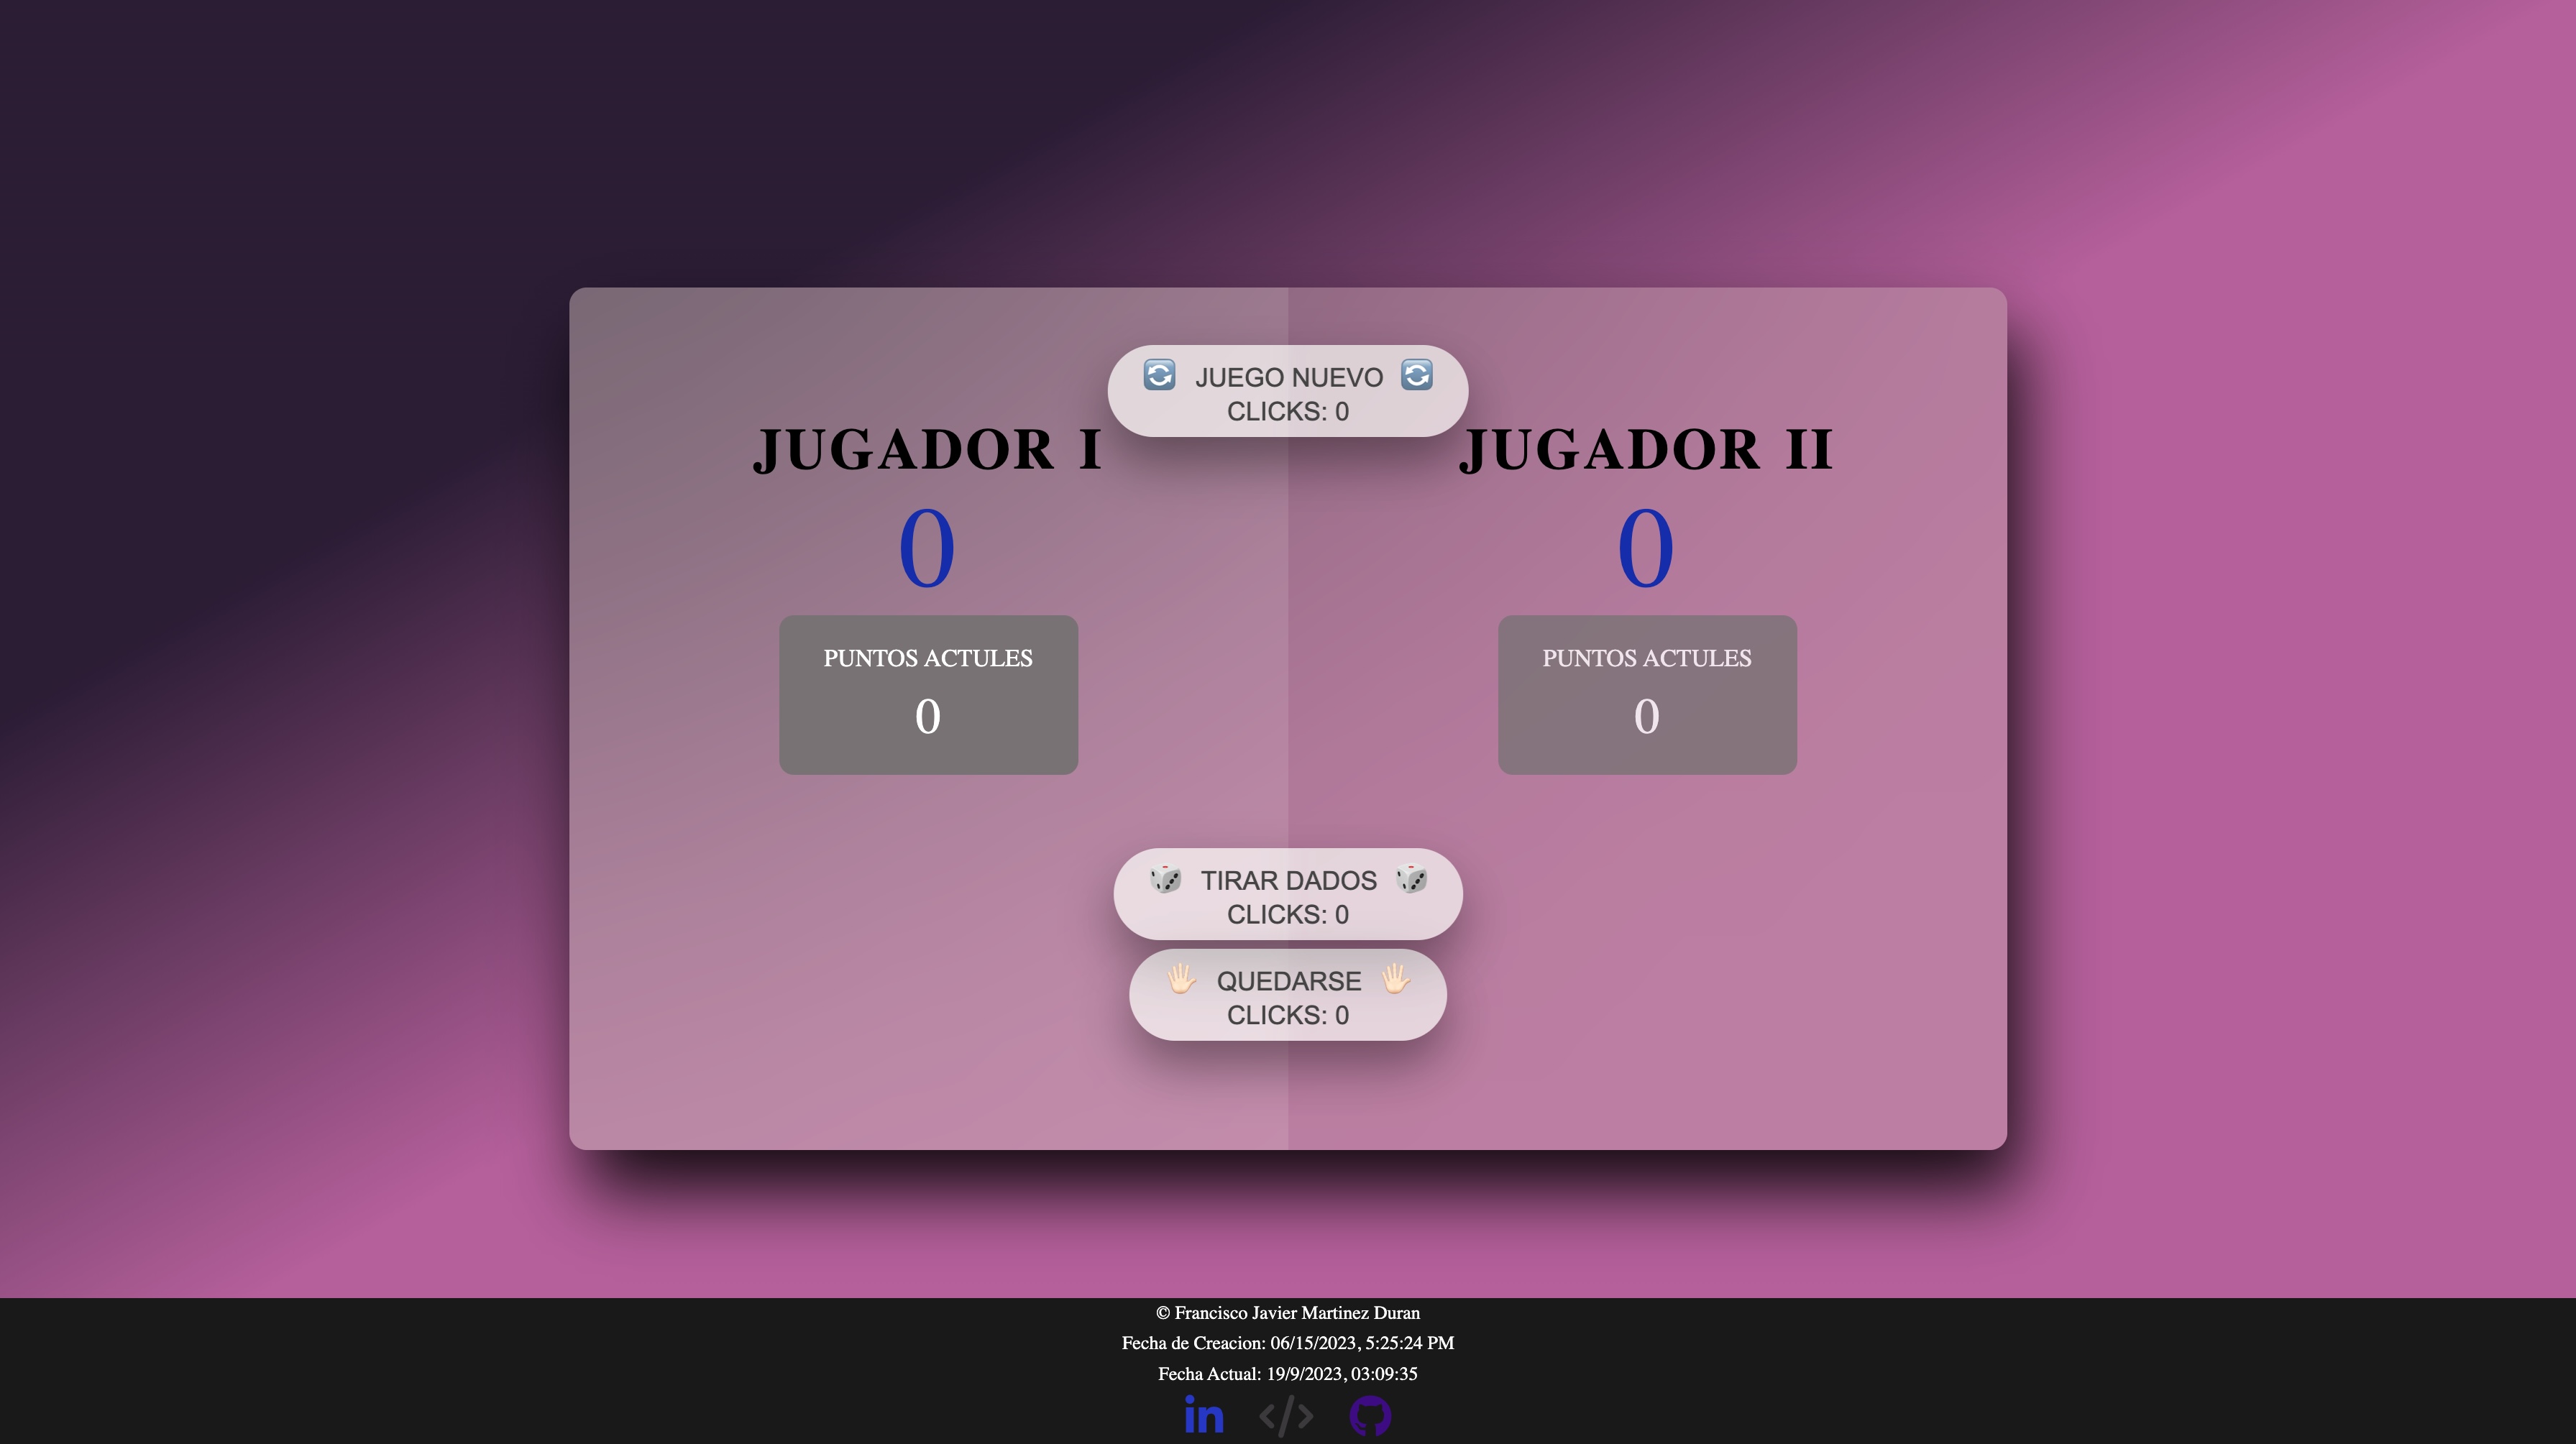 JUEGO NUEVO
CLICKS: 0
JUGADOR I
0
PUNTOS ACTULES
0
JUGADOR II
0
PUNTOS ACTULES
0
TIRAR DADOS
CLICKS: 0
QUEDARSE
CLICKS: 0
© Francisco Javier Martinez Duran
Fecha de Creacion: 06/15/2023, 5:25:24 PM
Fecha Actual: 19/9/2023, 03:09:35
in